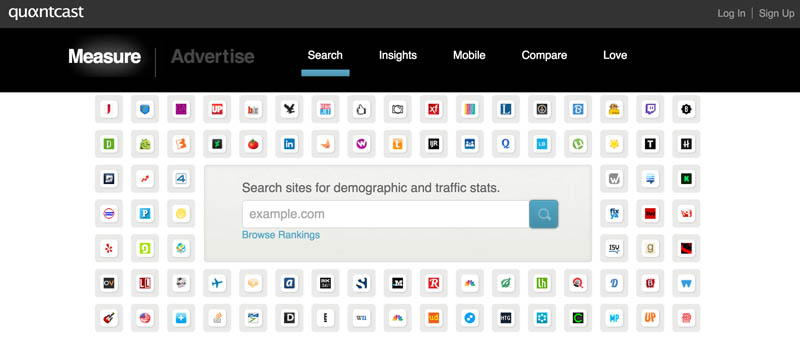 quantcast
Log In | Sign Up
Measure
Advertise
Search
Insights
Mobile
Compare
Love
Search sites for demographic and traffic stats.
example.com
Browse Rankings